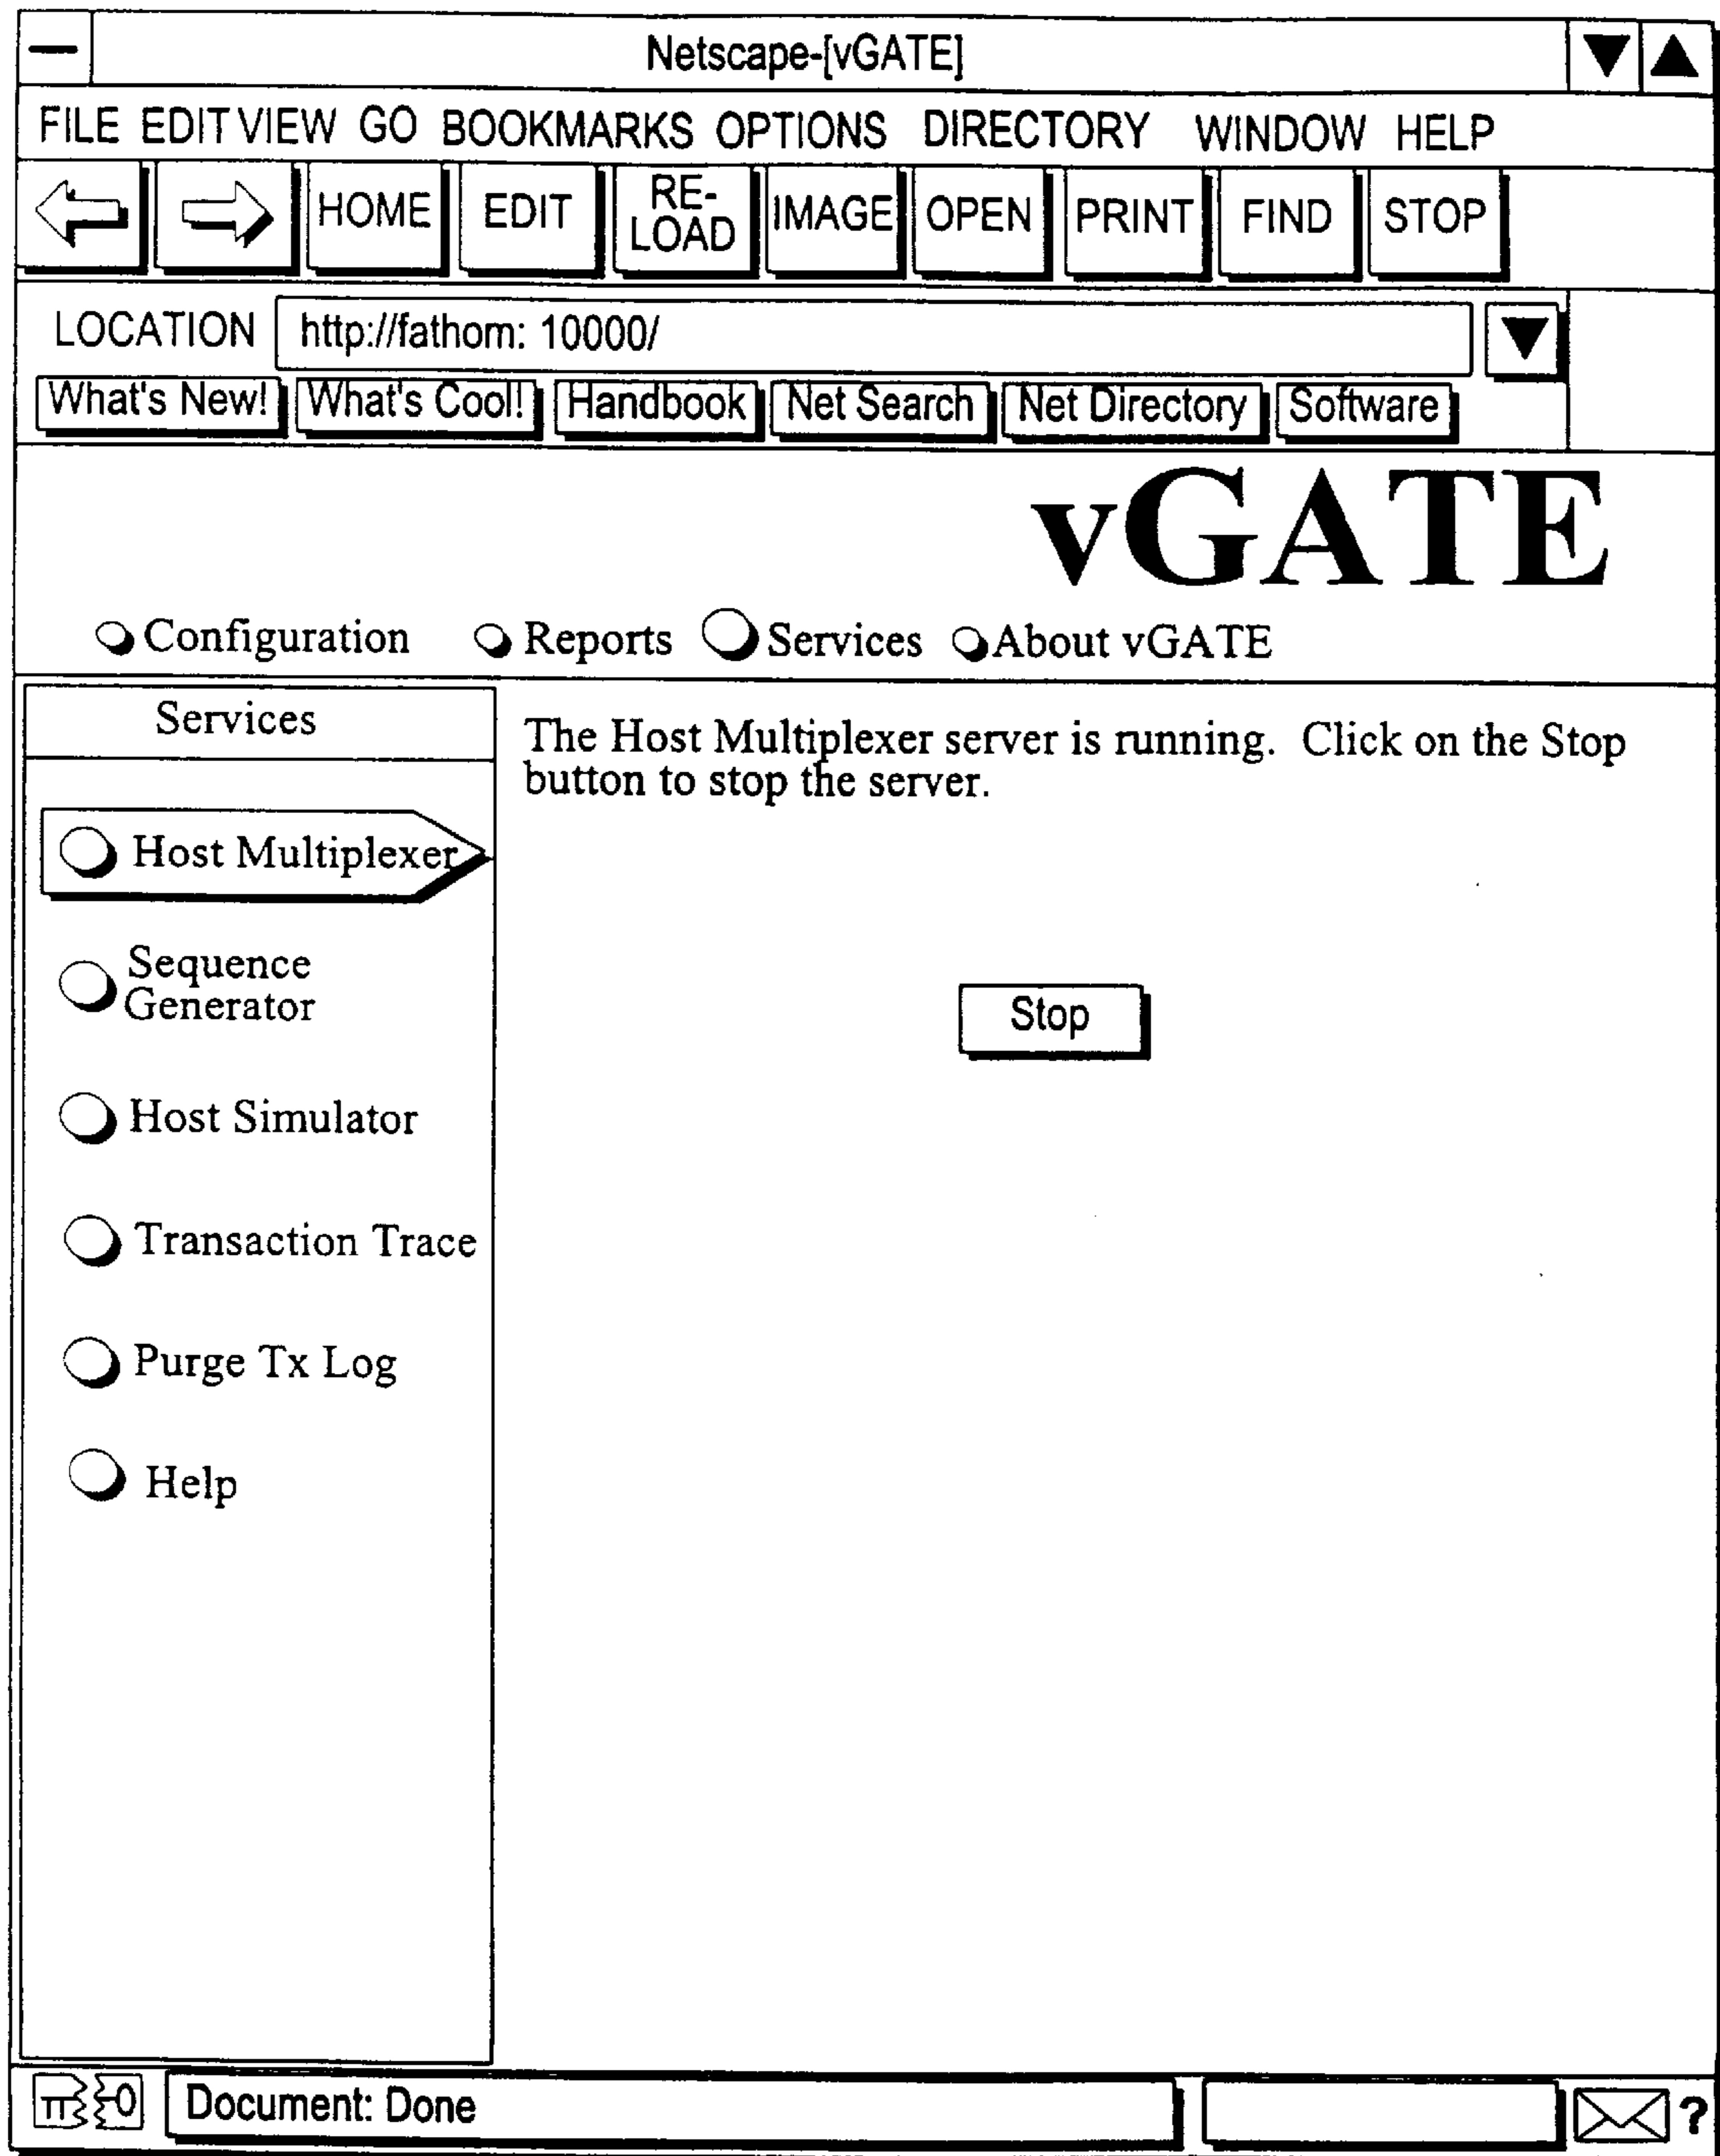 Netscape-[vGATE]
FILE EDIT VIEW GO BOOKMARKS OPTIONS DIRECTORY WINDOW HELP
HOME EDIT RE-LOAD IMAGE OPEN PRINT FIND STOP
LOCATION http://fathom: 10000/
What's New! What's Cool! Handbook Net Search Net Directory Software
vGATE
Configuration Reports Services About vGATE
Services
The Host Multiplexer server is running. Click on the Stop
button to stop the server.
Host Multiplexer
Sequence
Generator
Stop
Host Simulator
Transaction Trace
Purge Tx Log
Help
Document: Done
?